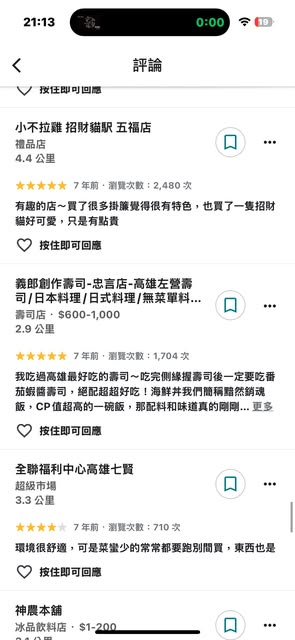 21:13
0:00
19
評論
按住即可回應
小不拉雞 招財貓駅 五福店
禮品店
4.4 公里
7 年前 · 瀏覽次數：2,480 次
有趣的店～買了很多掛簾覺得很有特色，也買了一隻招財
貓好可愛，只是有點貴
按住即可回應
義郎創作壽司-忠言店-高雄左營壽
司/日本料理/日式料理/無菜單料...
壽司店 · $600-1,000
2.9 公里
7 年前 · 瀏覽次數：1,704 次
我吃過高雄最好吃的壽司～吃完側緣握壽司後一定要吃番
茄蝦醬壽司，絕配超超好吃！海鮮丼我們簡稱黯然銷魂
飯，CP值超高的一碗飯，那配料和味道真的剛剛... 更多
按住即可回應
全聯福利中心高雄七賢
超級市場
3.3 公里
7 年前 · 瀏覽次數：710 次
環境很舒適，可是菜蠻少的常常都要跑別間買，東西也是
按住即可回應
神農本舖
冰品飲料店 · $1-200